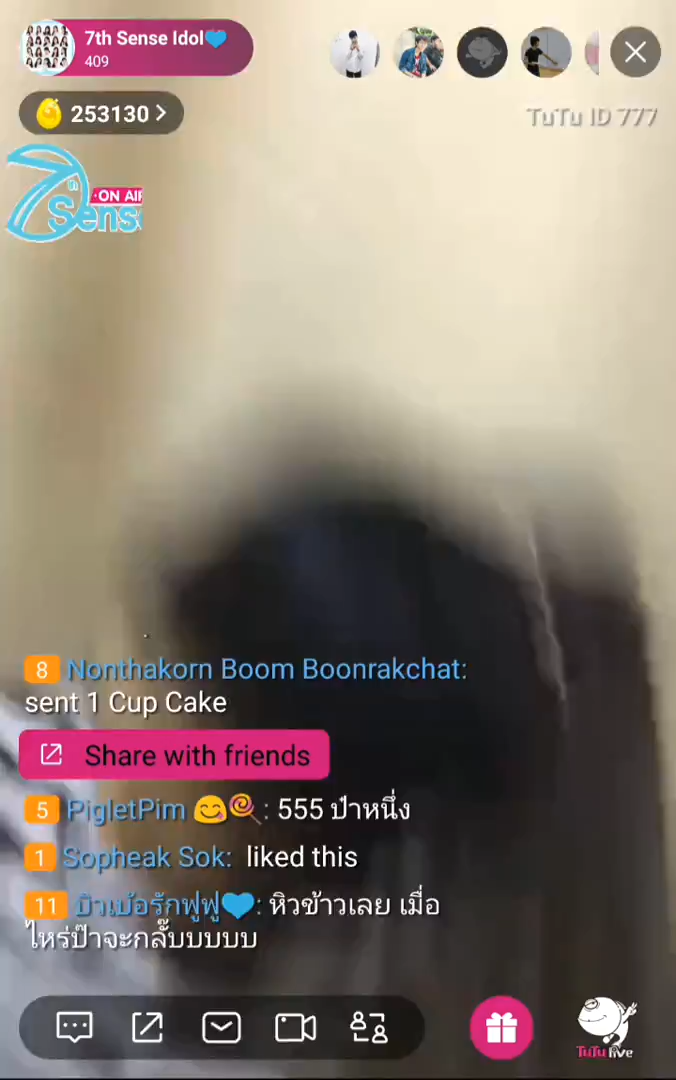 7th Sense Idol💙
409
253130 >
TuTu ID 777
7th
ON AIR
Sense
8 Nonthakorn Boom Boonrakchat:
sent 1 Cup Cake
Share with friends
5 PigletPim 😋🍭: 555 ป๋าหนึ่ง
1 Sopheak Sok: liked this
11 บิวเบ้อรักฟูฟู💙: หิวข้าวเลย เมื่อ
ไหร่ป๊าจะกลั๊บบบบบ
TuTu live